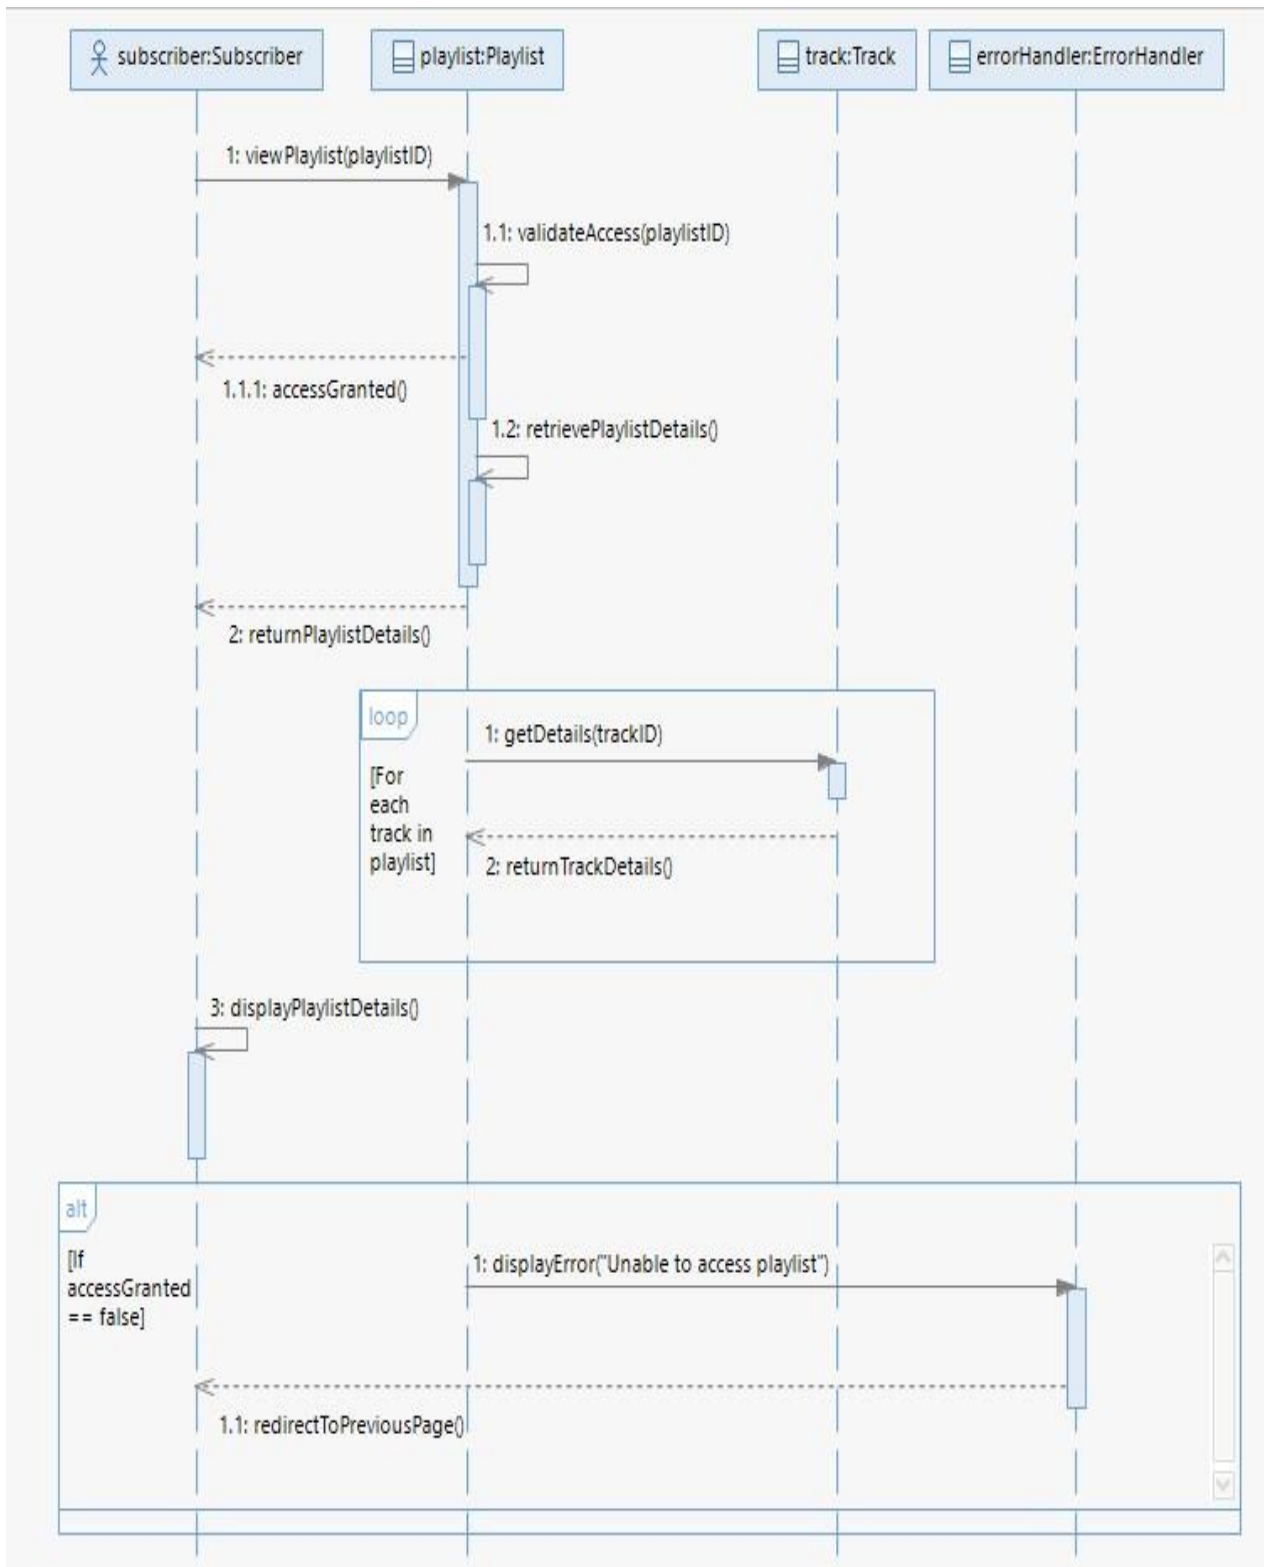 subscriber:Subscriber
playlist:Playlist
track:Track
errorHandler:ErrorHandler
1: viewPlaylist(playlistID)
1.1: validateAccess(playlistID)
1.1.1: accessGranted()
1.2: retrievePlaylistDetails()
2: returnPlaylistDetails()
loop
1: getDetails(trackID)
[For
each
track in
playlist]
2: returnTrackDetails()
3: displayPlaylistDetails()
alt
[If
accessGranted
== false]
1: displayError("Unable to access playlist")
1.1: redirectToPreviousPage()